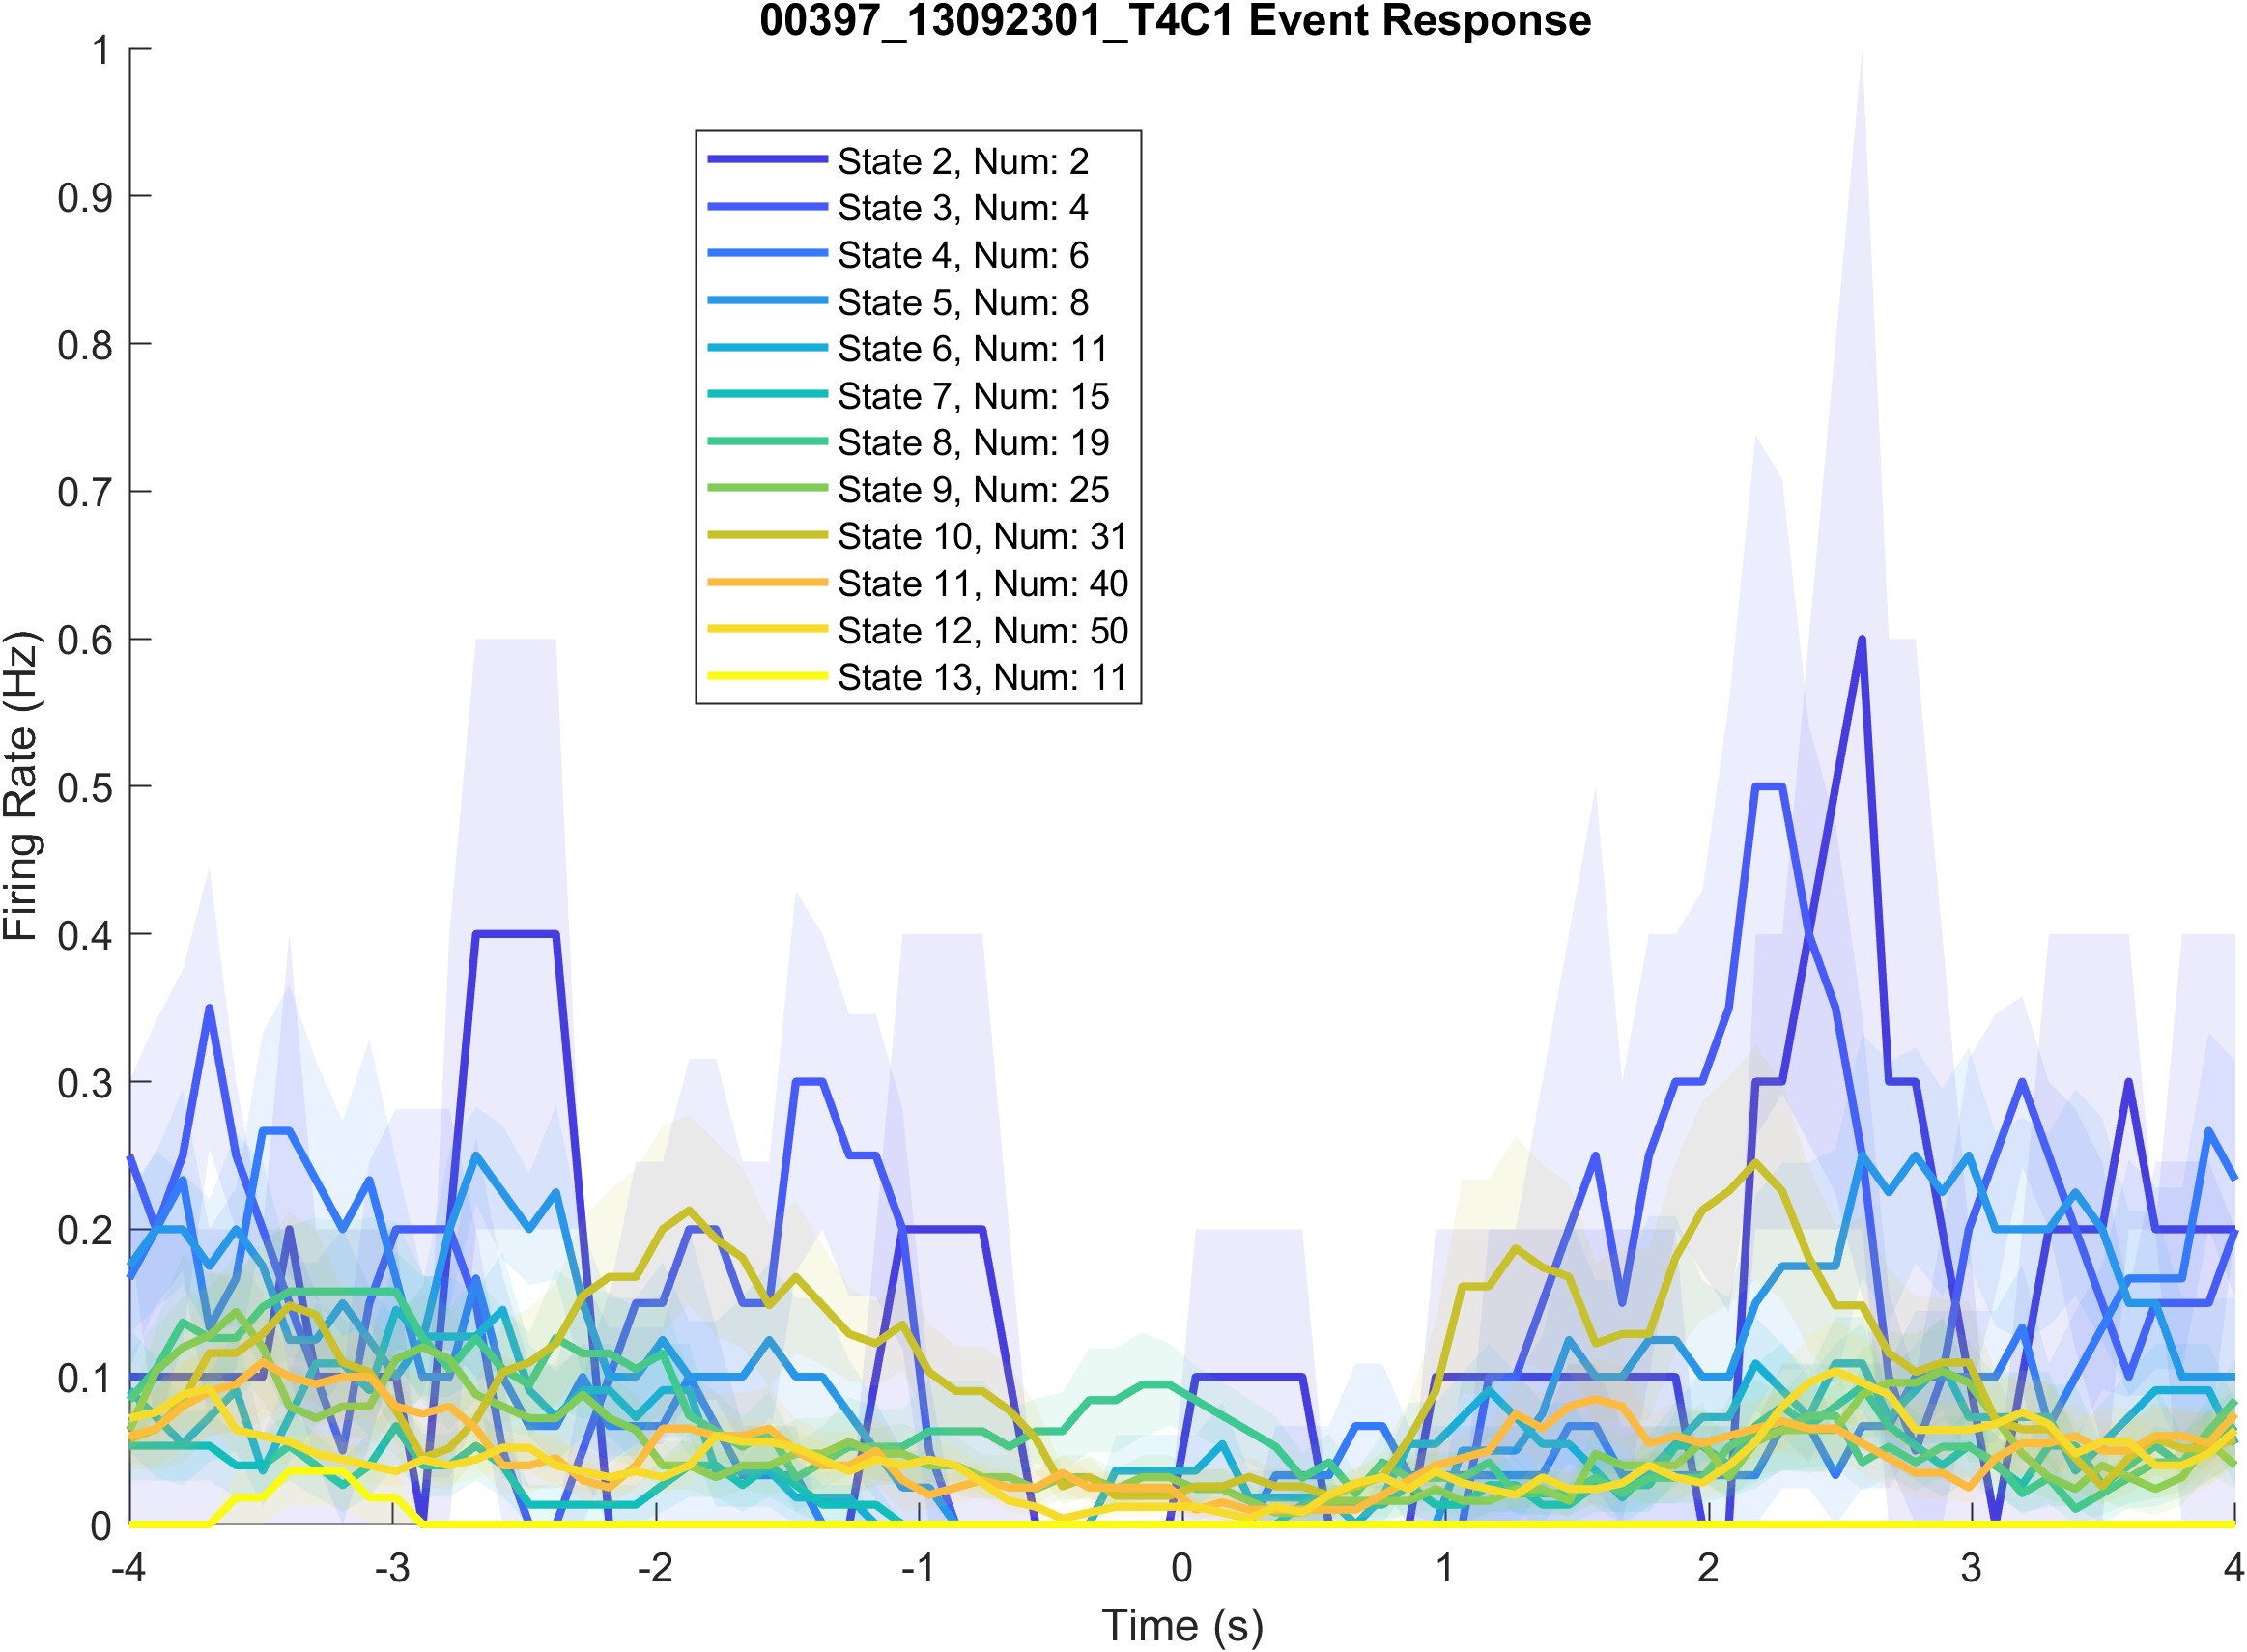 00397_13092301_T4C1 Event Response
1
0.9
0.8
0.7
0.6
0.5
0.4
0.3
0.2
0.1
0
Firing Rate (Hz)
State 2, Num: 2
State 3, Num: 4
State 4, Num: 6
State 5, Num: 8
State 6, Num: 11
State 7, Num: 15
State 8, Num: 19
State 9, Num: 25
State 10, Num: 31
State 11, Num: 40
State 12, Num: 50
State 13, Num: 11
-4 -3 -2 -1 0 1 2 3 4
Time (s)